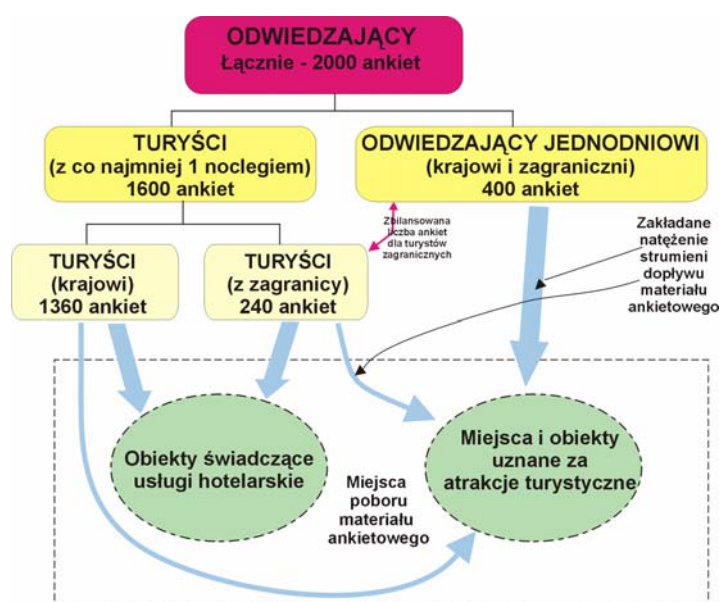 ODWIEDZAJĄCY
Łącznie - 2000 ankiet
TURYŚCI
(z co najmniej 1 noclegiem)
1600 ankiet
ODWIEDZAJĄCY JEDNODNIOWI
(krajowi i zagraniczni)
400 ankiet
Zbilansowana
liczba ankiet
dla turystów
zagranicznych
Zakładane
natężenie
strumieni
dopływu
materiału
ankietowego
TURYŚCI
(krajowi)
1360 ankiet
TURYŚCI
(z zagranicy)
240 ankiet
Obiekty świadczące
usługi hotelarskie
Miejsca i obiekty
uznane za
atrakcje turystyczne
Miejsca
poboru
materiału
ankietowego